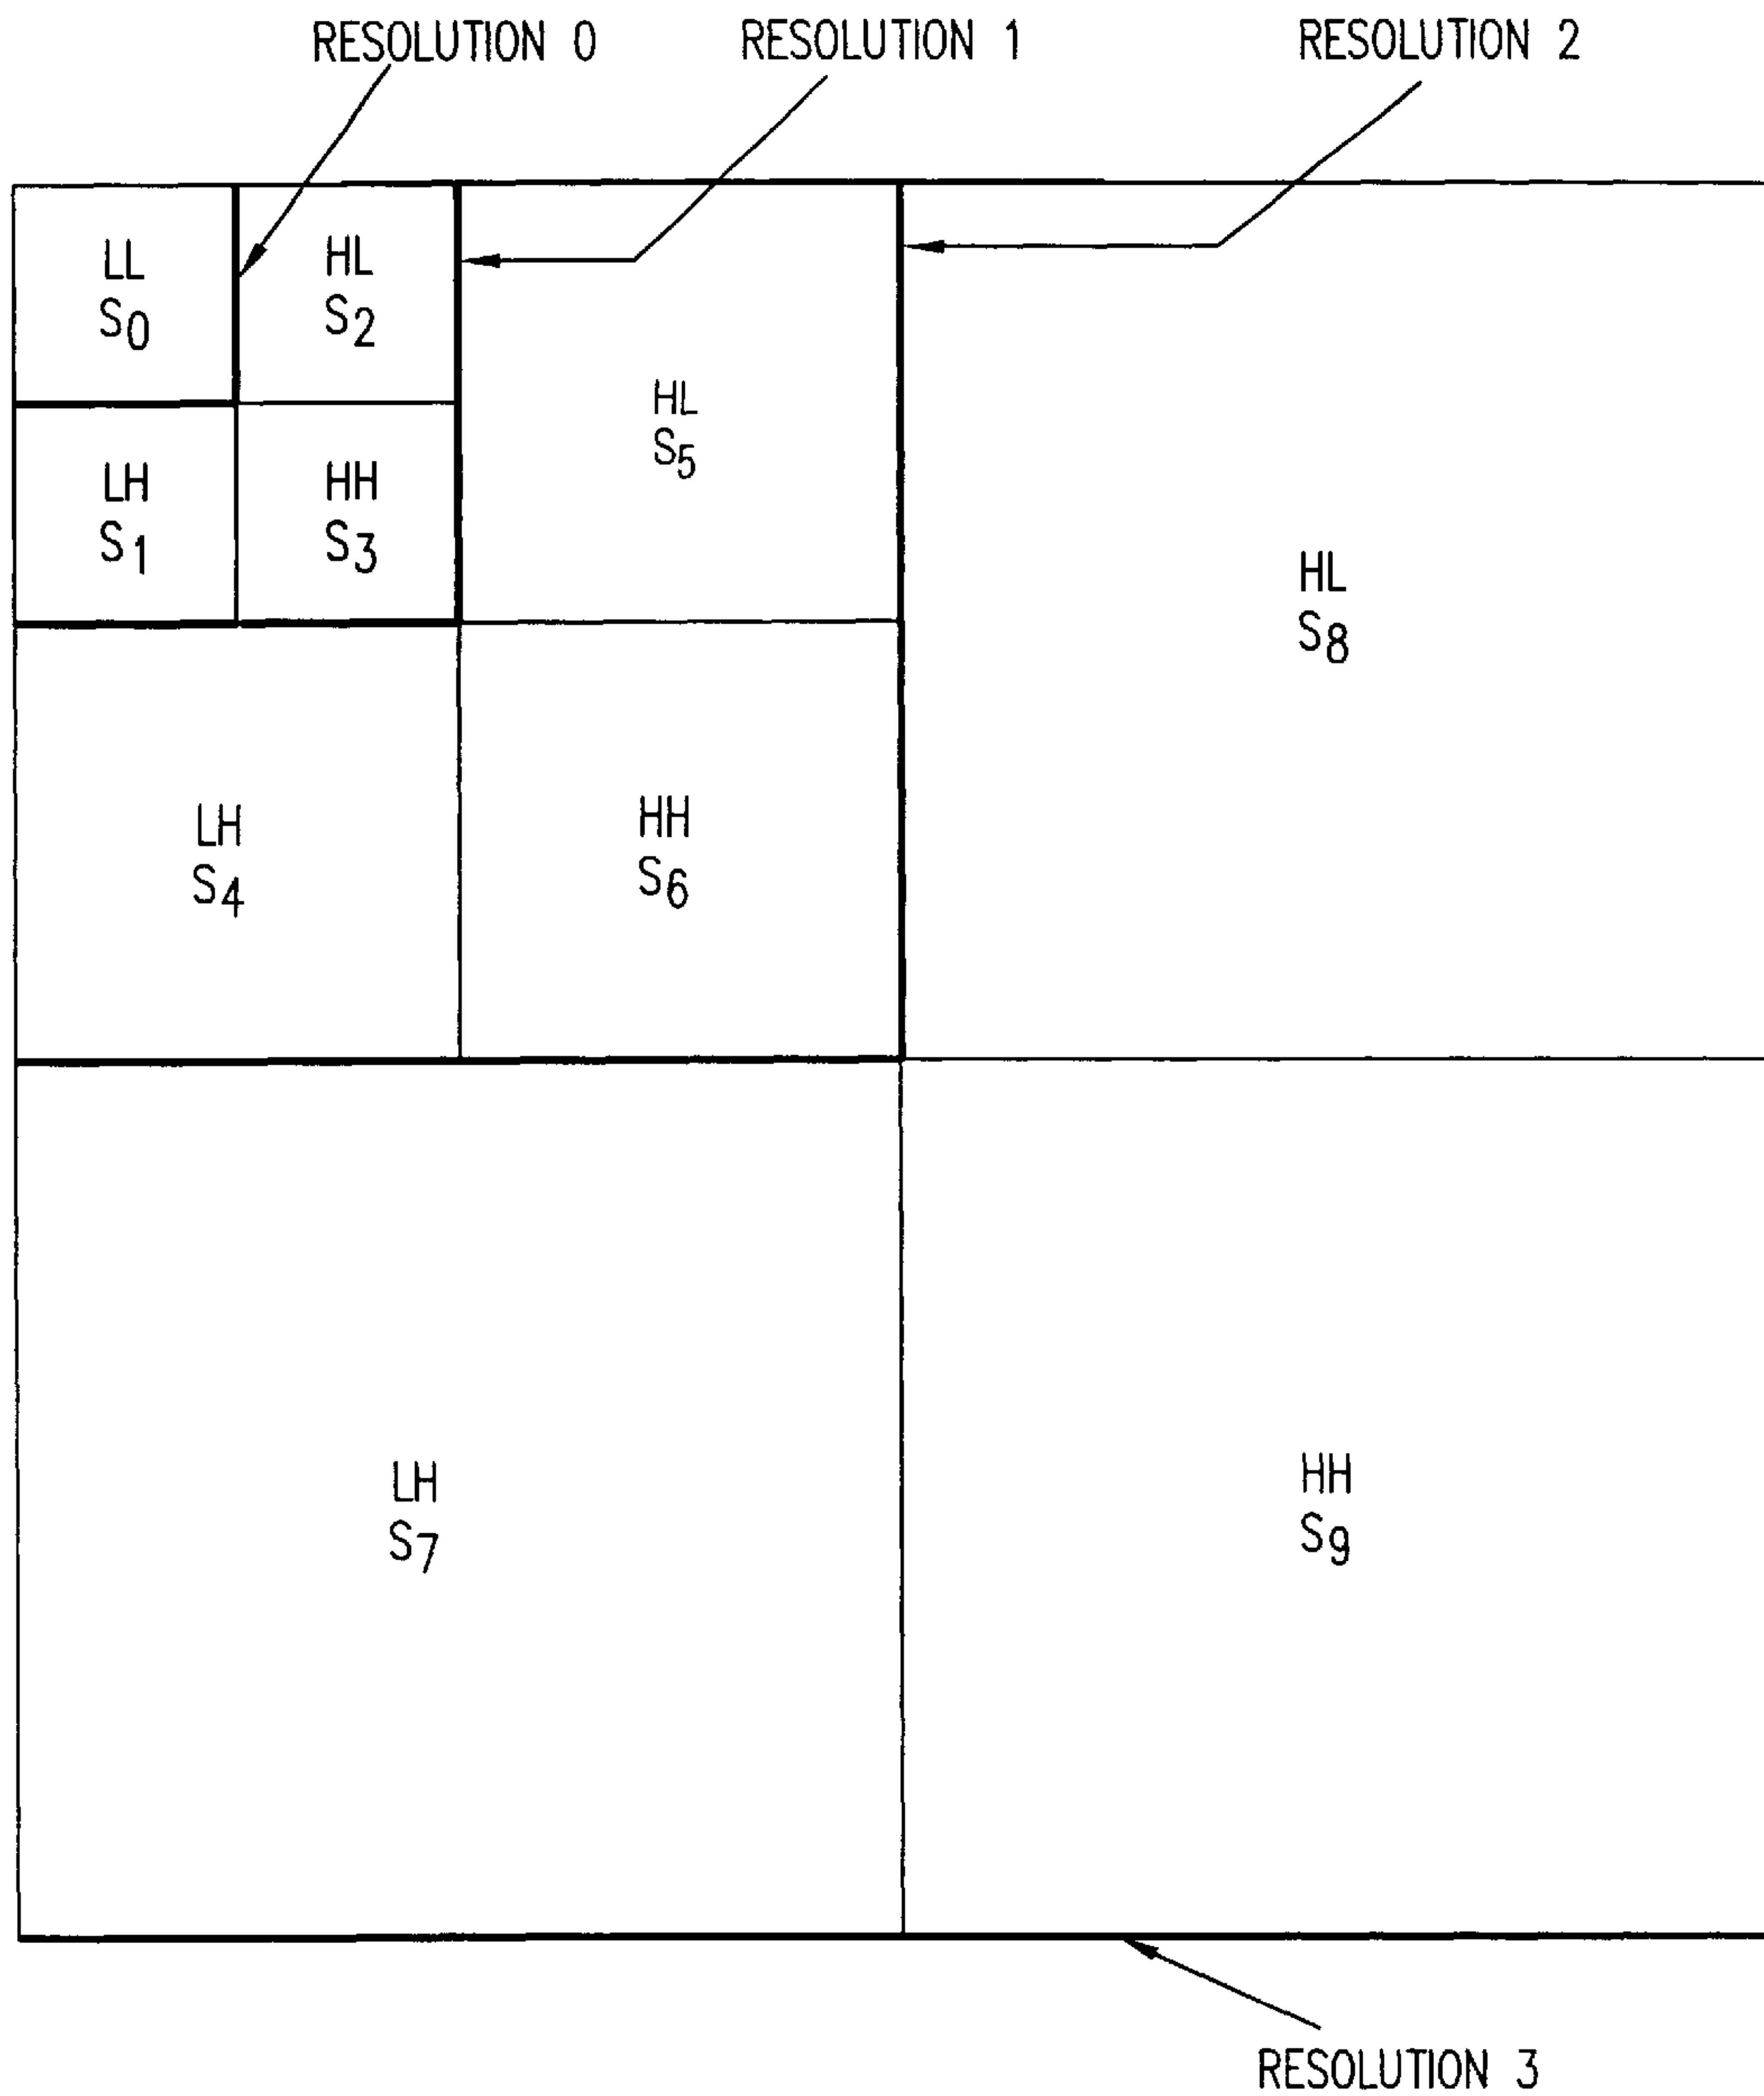 RESOLUTION 0
RESOLUTION 1
RESOLUTION 2
LL
S0
HL
S2
HL
S5
LH
S1
HH
S3
HL
S8
LH
S4
HH
S6
LH
S7
HH
S9
RESOLUTION 3